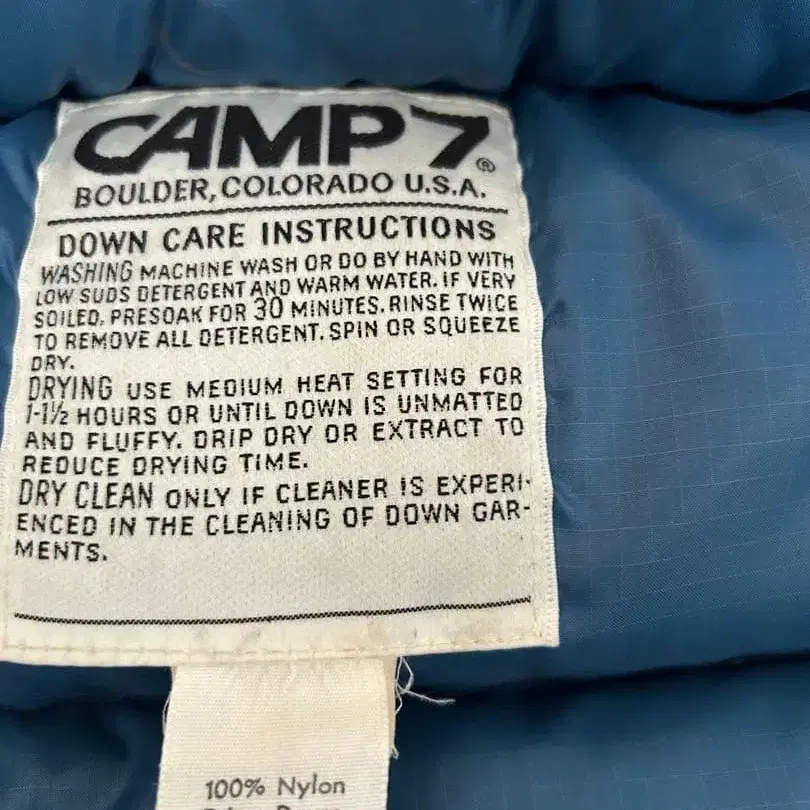 CAMP 7®
BOULDER, COLORADO U.S.A.
DOWN CARE INSTRUCTIONS
WASHING MACHINE WASH OR DO BY HAND WITH
LOW SUDS DETERGENT AND WARM WATER. IF VERY
SOILED, PRESOAK FOR 30 MINUTES. RINSE TWICE
TO REMOVE ALL DETERGENT. SPIN OR SQUEEZE
DRY.
DRYING USE MEDIUM HEAT SETTING FOR
1-1½ HOURS OR UNTIL DOWN IS UNMATTED
AND FLUFFY. DRIP DRY OR EXTRACT TO
REDUCE DRYING TIME.
DRY CLEAN ONLY IF CLEANER IS EXPERI-
ENCED IN THE CLEANING OF DOWN GAR-
MENTS.
100% Nylon